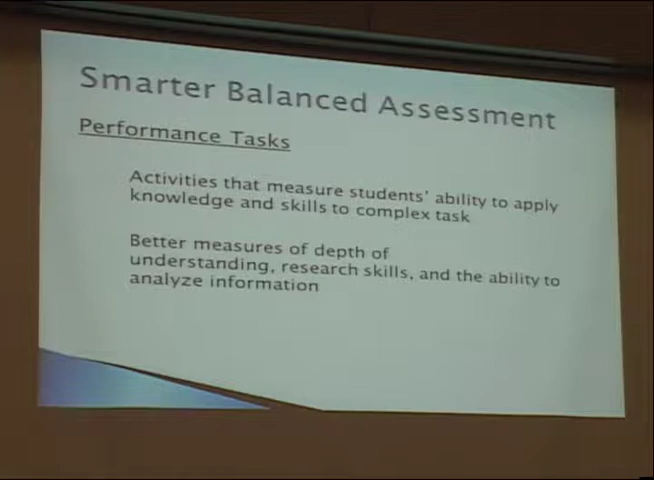 Smarter Balanced Assessment
Performance Tasks
Activities that measure students' ability to apply
knowledge and skills to complex task
Better measures of depth of
understanding, research skills, and the ability to
analyze information